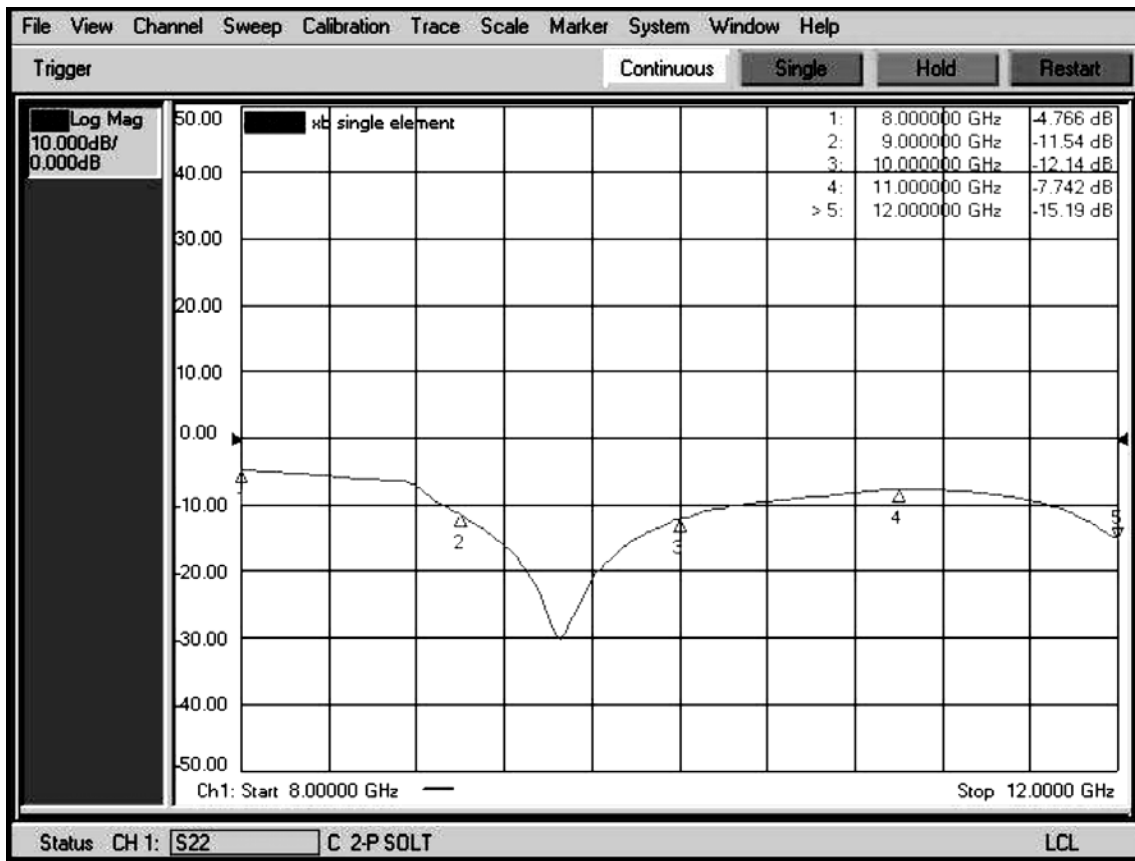 File View Channel Sweep Calibration Trace Scale Marker System Window Help
Trigger Continuous Single Hold Restart
Log Mag
10.000dB/
0.000dB
xb single element
1: 8.000000 GHz -4.766 dB
2: 9.000000 GHz -11.54 dB
3: 10.000000 GHz -12.14 dB
4: 11.000000 GHz -7.742 dB
> 5: 12.000000 GHz -15.19 dB
50.00
40.00
30.00
20.00
10.00
0.00
-10.00
-20.00
-30.00
-40.00
-50.00
2
3
4
5
Ch1: Start 8.00000 GHz
Stop 12.0000 GHz
Status CH 1: S22 C 2-P SOLT LCL